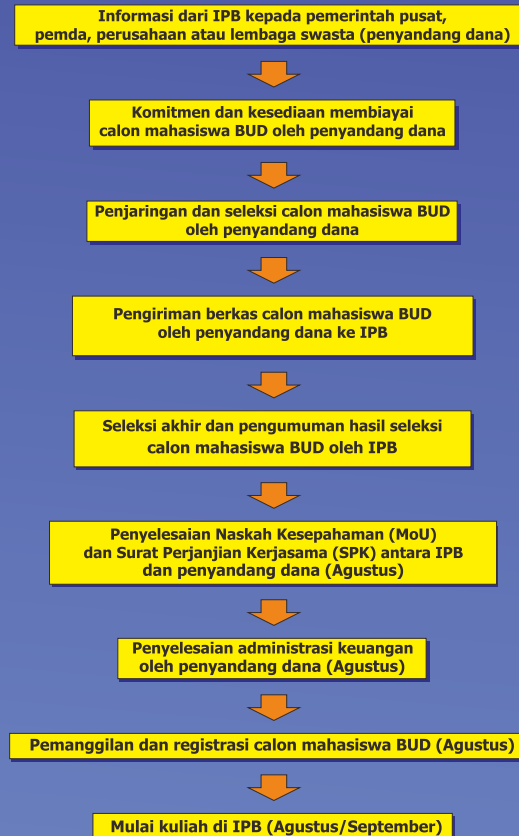 Informasi dari IPB kepada pemerintah pusat,
pemda, perusahaan atau lembaga swasta (penyandang dana)
Komitmen dan kesediaan membiayai
calon mahasiswa BUD oleh penyandang dana
Penjaringan dan seleksi calon mahasiswa BUD
oleh penyandang dana
Pengiriman berkas calon mahasiswa BUD
oleh penyandang dana ke IPB
Seleksi akhir dan pengumuman hasil seleksi
calon mahasiswa BUD oleh IPB
Penyelesaian Naskah Kesepahaman (MoU)
dan Surat Perjanjian Kerjasama (SPK) antara IPB
dan penyandang dana (Agustus)
Penyelesaian administrasi keuangan
oleh penyandang dana (Agustus)
Pemanggilan dan registrasi calon mahasiswa BUD (Agustus)
Mulai kuliah di IPB (Agustus/September)